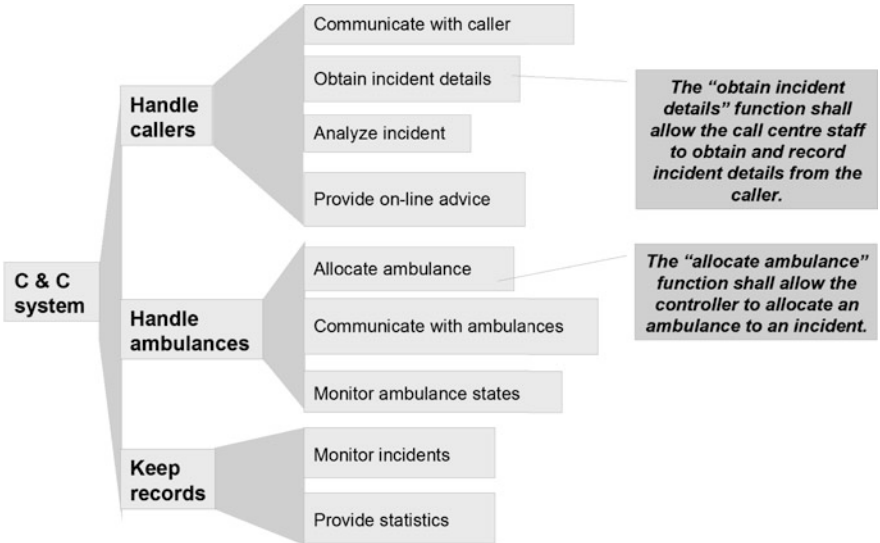 C & C
system
Handle
callers
Communicate with caller
Obtain incident details
Analyze incident
Provide on-line advice
The “obtain incident
details” function shall
allow the call centre staff
to obtain and record
incident details from the
caller.
Handle
ambulances
Allocate ambulance
Communicate with ambulances
Monitor ambulance states
The “allocate ambulance”
function shall allow the
controller to allocate an
ambulance to an incident.
Keep
records
Monitor incidents
Provide statistics